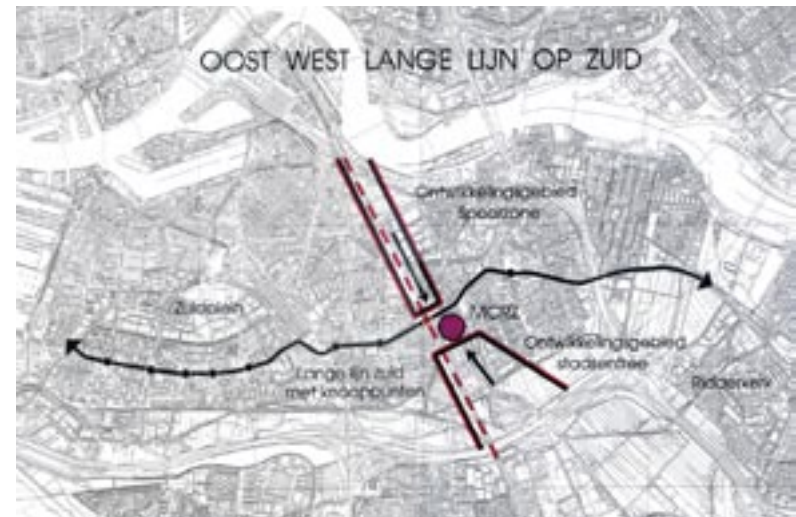 OOST WEST LANGE LIJN OP ZUID
Ontwikkelingsgebied
Spoorzone
Zuidplein
MCRZ
Ontwikkelingsgebied
stadsentree
Lange lijn zuid
met knooppunten
Ridderkerk